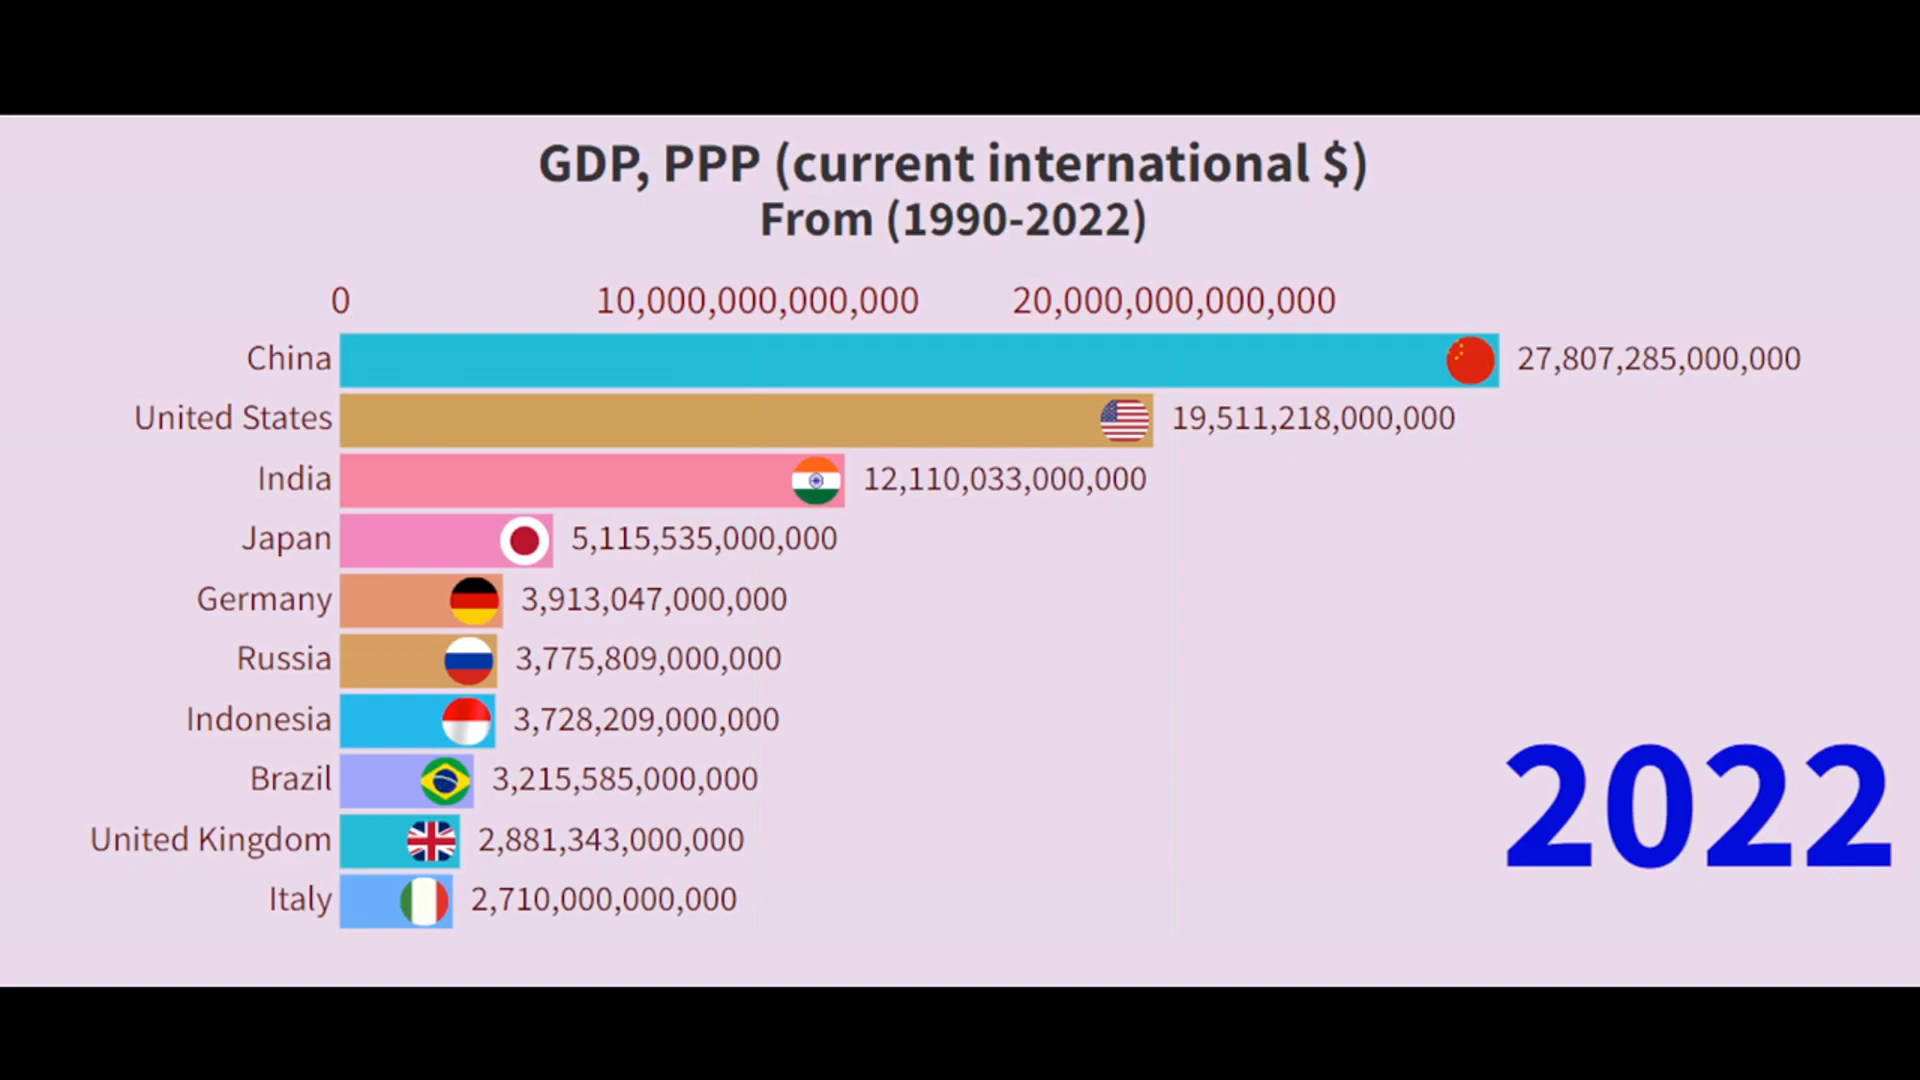 GDP, PPP (current international $)
From (1990-2022)
0 10,000,000,000,000 20,000,000,000,000
China 27,807,285,000,000
United States 19,511,218,000,000
India 12,110,033,000,000
Japan 5,115,535,000,000
Germany 3,913,047,000,000
Russia 3,775,809,000,000
Indonesia 3,728,209,000,000
Brazil 3,215,585,000,000
United Kingdom 2,881,343,000,000
Italy 2,710,000,000,000
2022